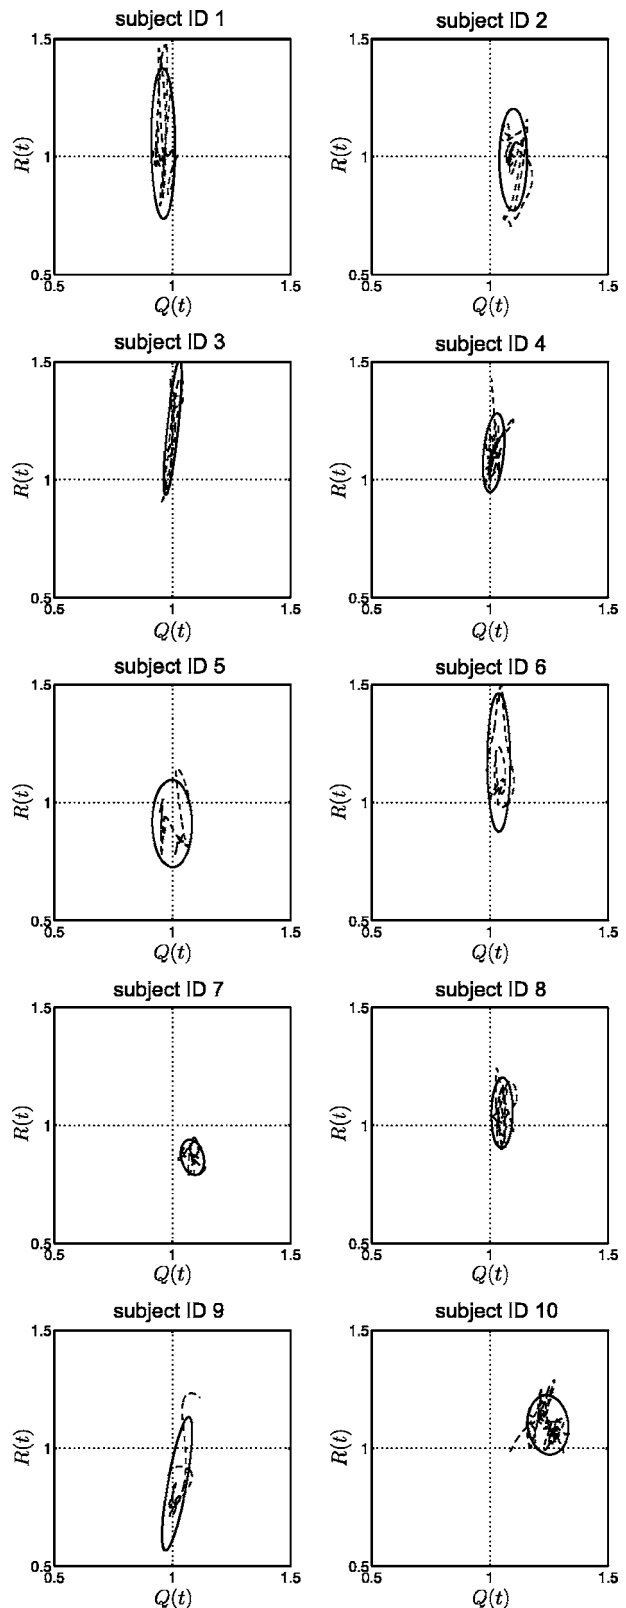 subject ID 1
1.5
R(t)
1
0.5
0.5 1 1.5
Q(t)
subject ID 2
1.5
R(t)
1
0.5
0.5 1 1.5
Q(t)
subject ID 3
1.5
R(t)
1
0.5
0.5 1 1.5
Q(t)
subject ID 4
1.5
R(t)
1
0.5
0.5 1 1.5
Q(t)
subject ID 5
1.5
R(t)
1
0.5
0.5 1 1.5
Q(t)
subject ID 6
1.5
R(t)
1
0.5
0.5 1 1.5
Q(t)
subject ID 7
1.5
R(t)
1
0.5
0.5 1 1.5
Q(t)
subject ID 8
1.5
R(t)
1
0.5
0.5 1 1.5
Q(t)
subject ID 9
1.5
R(t)
1
0.5
0.5 1 1.5
Q(t)
subject ID 10
1.5
R(t)
1
0.5
0.5 1 1.5
Q(t)